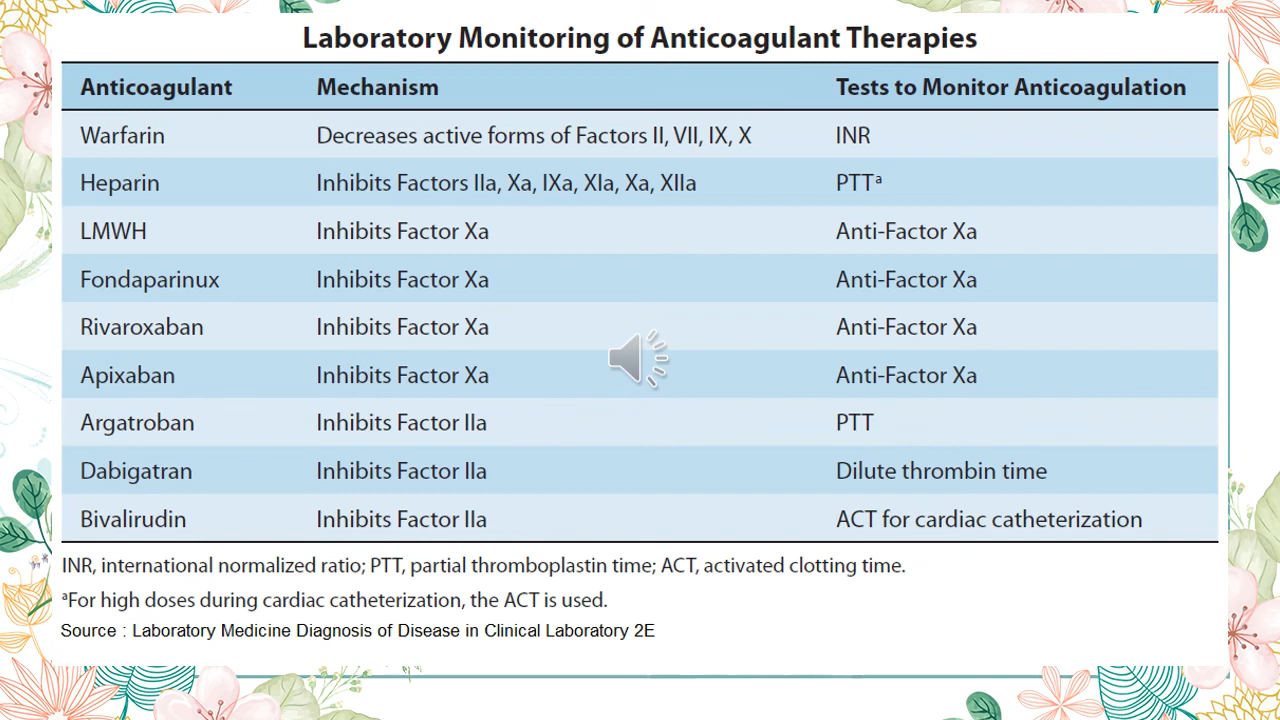 Laboratory Monitoring of Anticoagulant Therapies
Anticoagulant Mechanism Tests to Monitor Anticoagulation
Warfarin Decreases active forms of Factors II, VII, IX, X INR
Heparin Inhibits Factors IIa, Xa, IXa, XIa, Xa, XIIa PTTᵃ
LMWH Inhibits Factor Xa Anti-Factor Xa
Fondaparinux Inhibits Factor Xa Anti-Factor Xa
Rivaroxaban Inhibits Factor Xa Anti-Factor Xa
Apixaban Inhibits Factor Xa Anti-Factor Xa
Argatroban Inhibits Factor IIa PTT
Dabigatran Inhibits Factor IIa Dilute thrombin time
Bivalirudin Inhibits Factor IIa ACT for cardiac catheterization
INR, international normalized ratio; PTT, partial thromboplastin time; ACT, activated clotting time.
ᵃFor high doses during cardiac catheterization, the ACT is used.
Source : Laboratory Medicine Diagnosis of Disease in Clinical Laboratory 2E